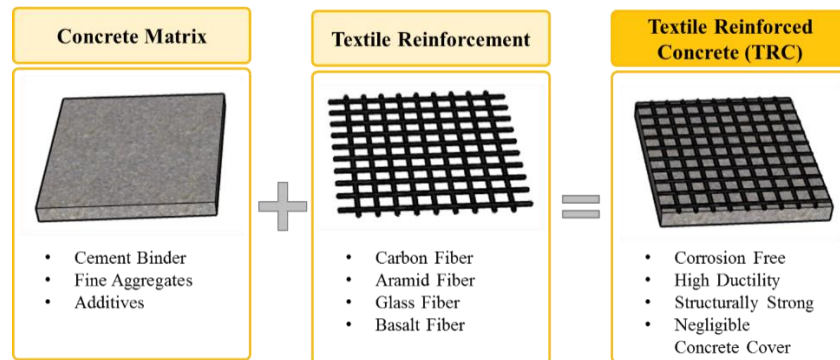 Concrete Matrix
• Cement Binder
• Fine Aggregates
• Additives
Textile Reinforcement
• Carbon Fiber
• Aramid Fiber
• Glass Fiber
• Basalt Fiber
Textile Reinforced
Concrete (TRC)
• Corrosion Free
• High Ductility
• Structurally Strong
• Negligible
Concrete Cover